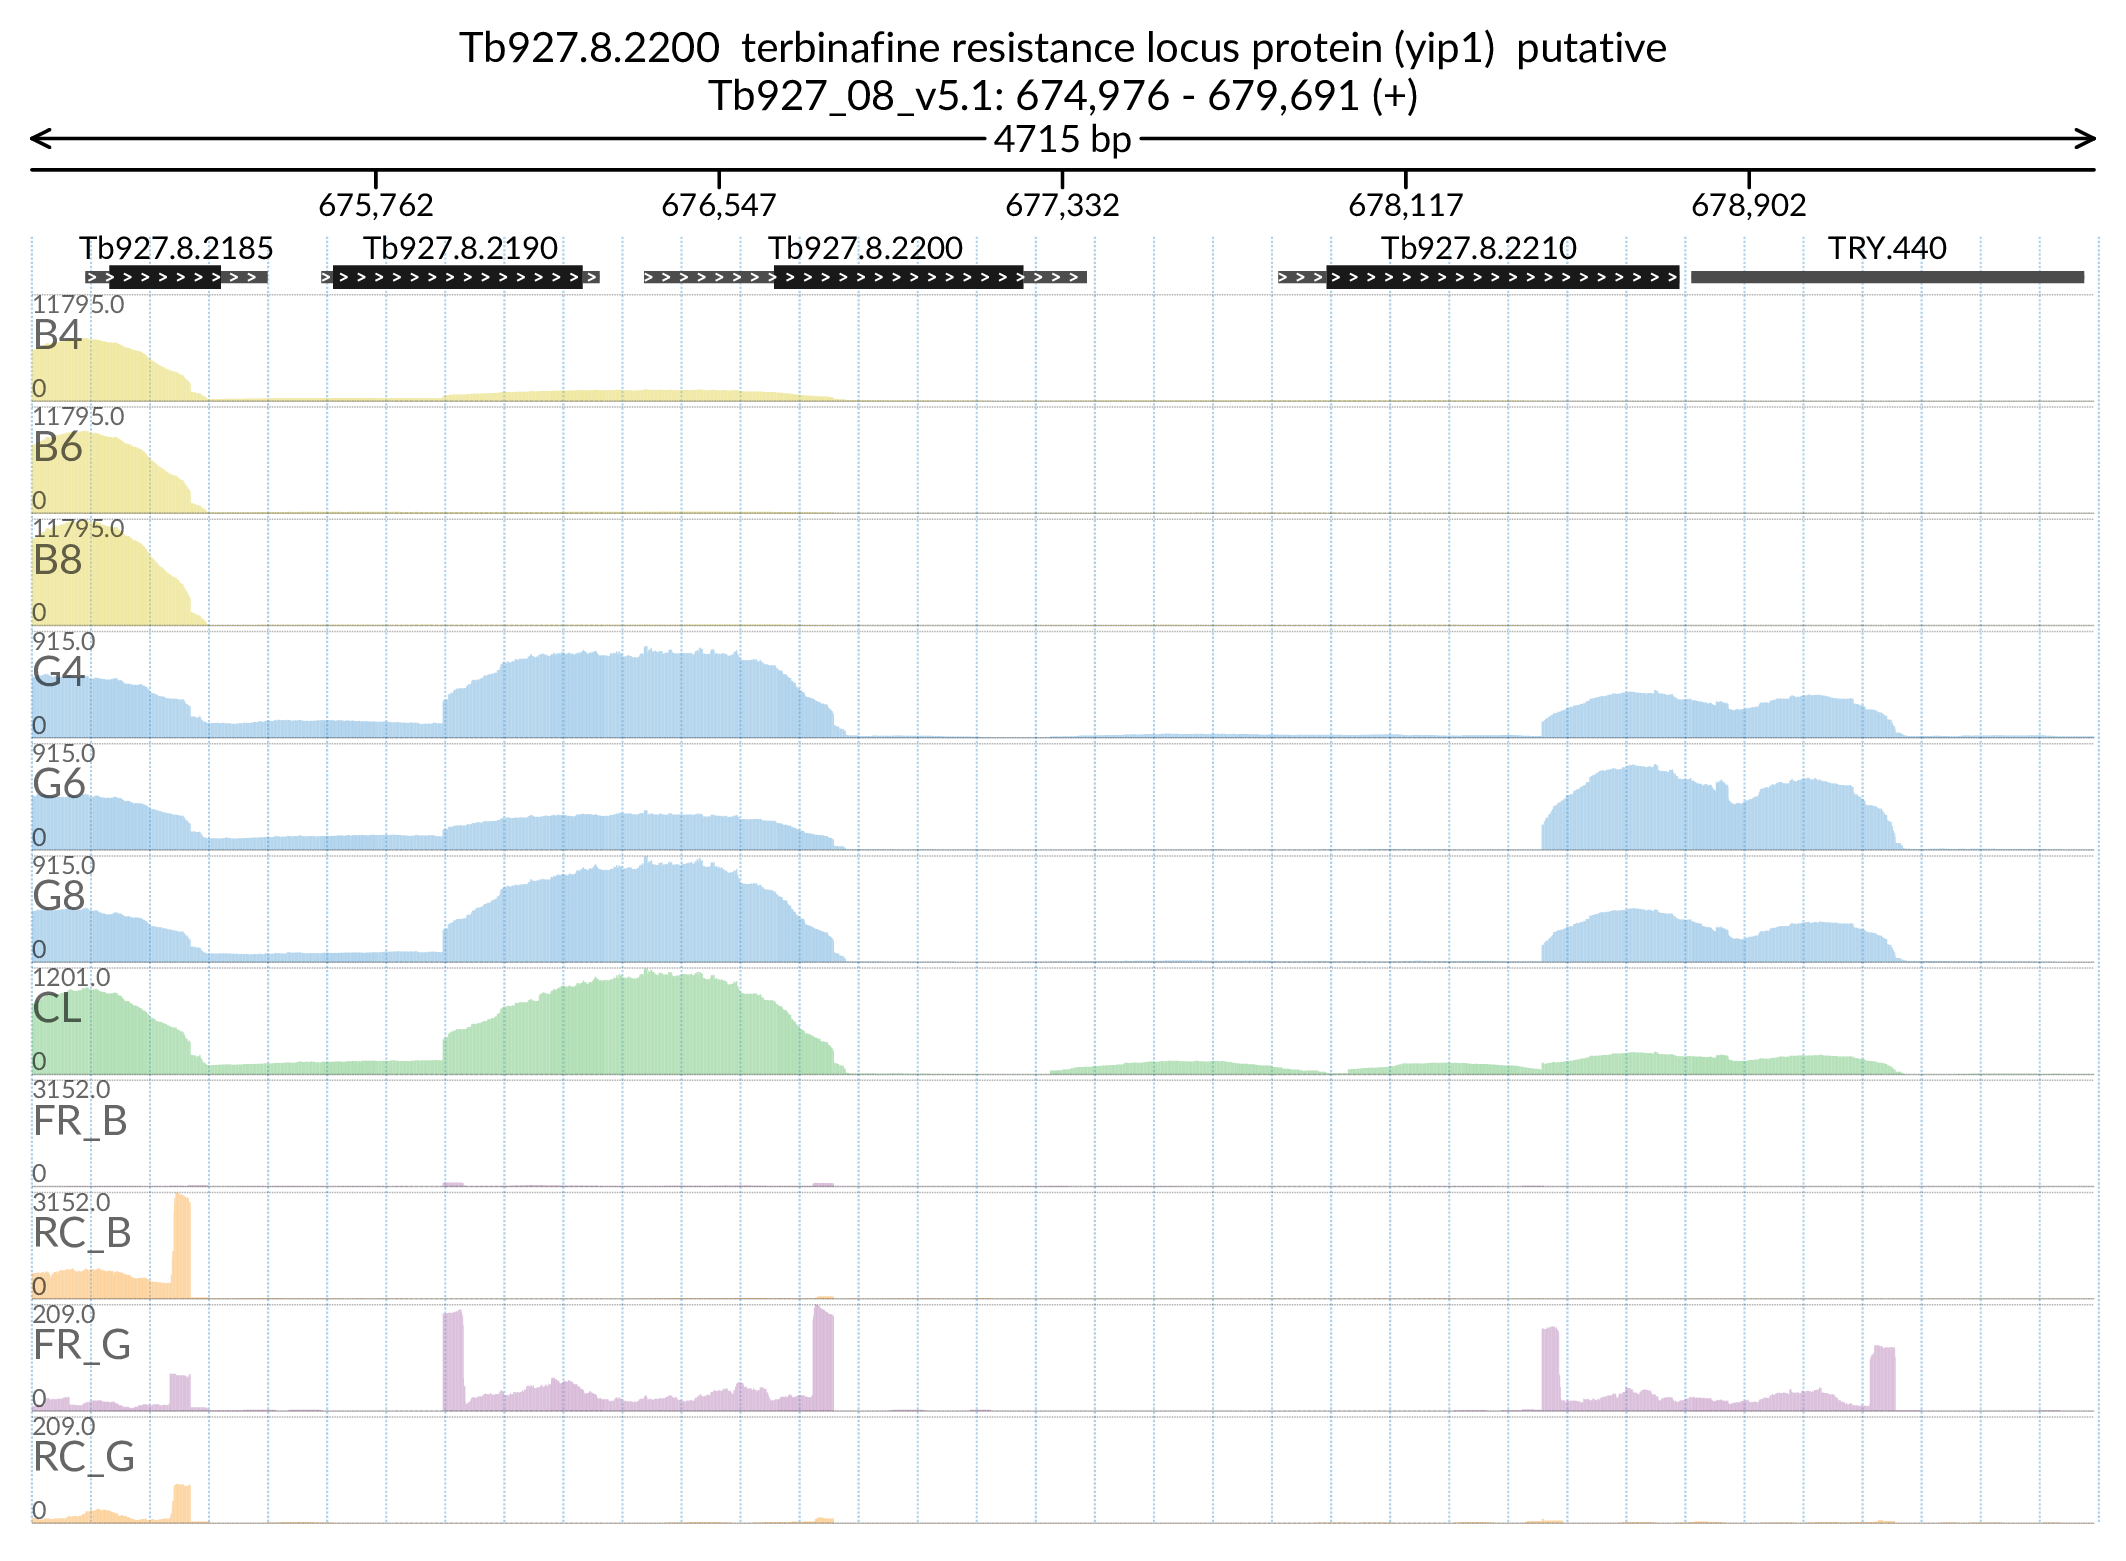 Tb927.8.2200  terbinafine resistance locus protein (yip1)  putative
Tb927_08_v5.1: 674,976 - 679,691 (+)
4715 bp
675,762 676,547 677,332 678,117 678,902
Tb927.8.2185 Tb927.8.2190 Tb927.8.2200 Tb927.8.2210 TRY.440
11795.0
B4
0
11795.0
B6
0
11795.0
B8
0
915.0
G4
0
915.0
G6
0
915.0
G8
0
1201.0
CL
0
3152.0
FR_B
0
3152.0
RC_B
0
209.0
FR_G
0
209.0
RC_G
0